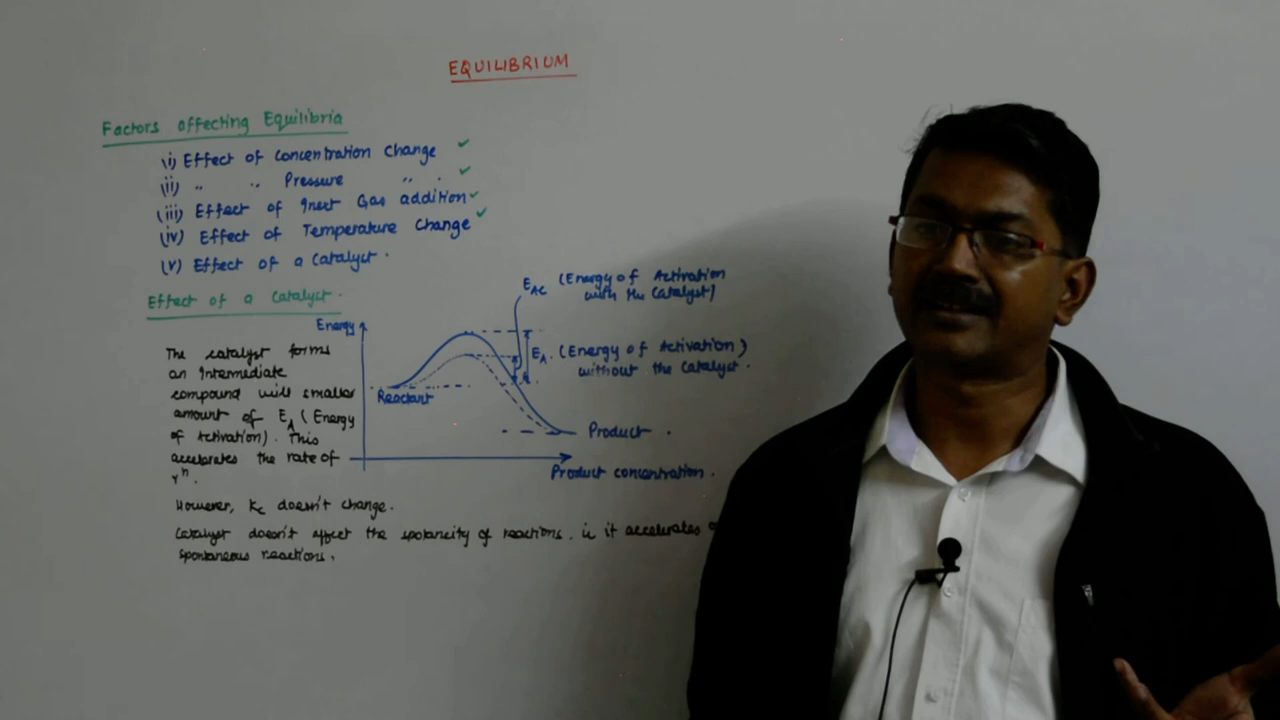 EQUILIBRIUM
Factors affecting Equilibria
(i) Effect of Concentration Change ✓
(ii) " " Pressure " . ✓
(iii) Effect of Inert Gas addition ✓
(iv) Effect of Temperature Change ✓
(v) Effect of a Catalyst.
Effect of a Catalyst.
The catalyst forms
an Intermediate
compound will smaller
amount of EA (Energy
of Activation). This
accelerates the rate of
rⁿ.
Energy
Reactant
EAC (Energy of Activation
with the Catalyst)
EA. (Energy of Activation)
without the Catalyst.
Product.
Product concentration.
However, Kc doesn't change.
Catalyst doesn't affect the spotaneity of reactions. ie it accelerates
spontaneous reactions.